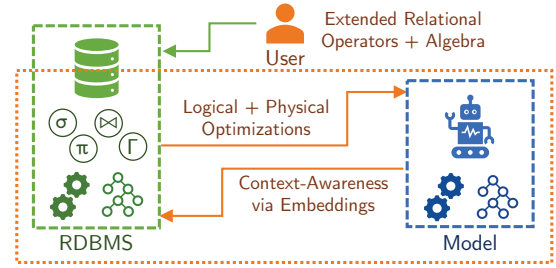 Extended Relational
Operators + Algebra
User
σ
⋈
π
Γ
Logical + Physical
Optimizations
Context-Awareness
via Embeddings
RDBMS
Model